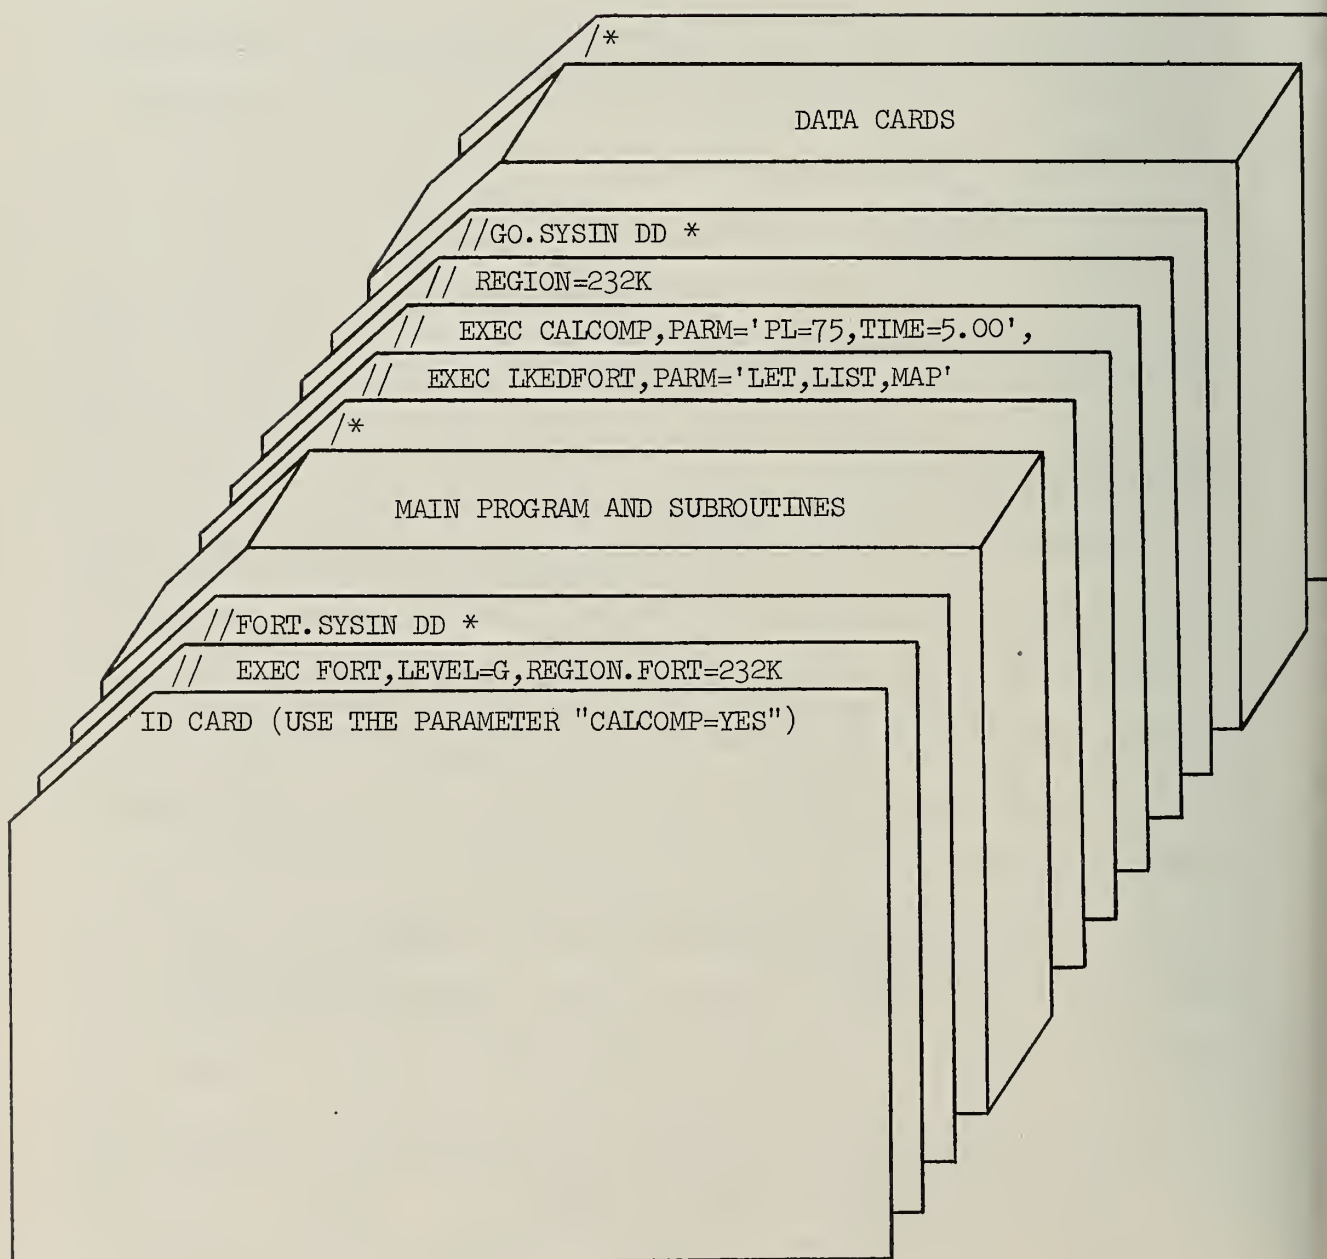 /*
DATA CARDS
//GO.SYSIN DD *
// REGION=232K
// EXEC CALCOMP,PARM='PL=75,TIME=5.00',
// EXEC LKEDFORT,PARM='LET,LIST,MAP'
/*
MAIN PROGRAM AND SUBROUTINES
//FORT.SYSIN DD *
// EXEC FORT,LEVEL=G,REGION.FORT=232K
ID CARD (USE THE PARAMETER "CALCOMP=YES")